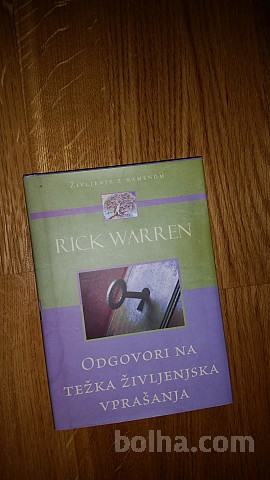 ŽIVLJENJE Z NAMENOM
RICK WARREN
ODGOVORI NA
TEŽKA ŽIVLJENJSKA
VPRAŠANJA
bolha.com